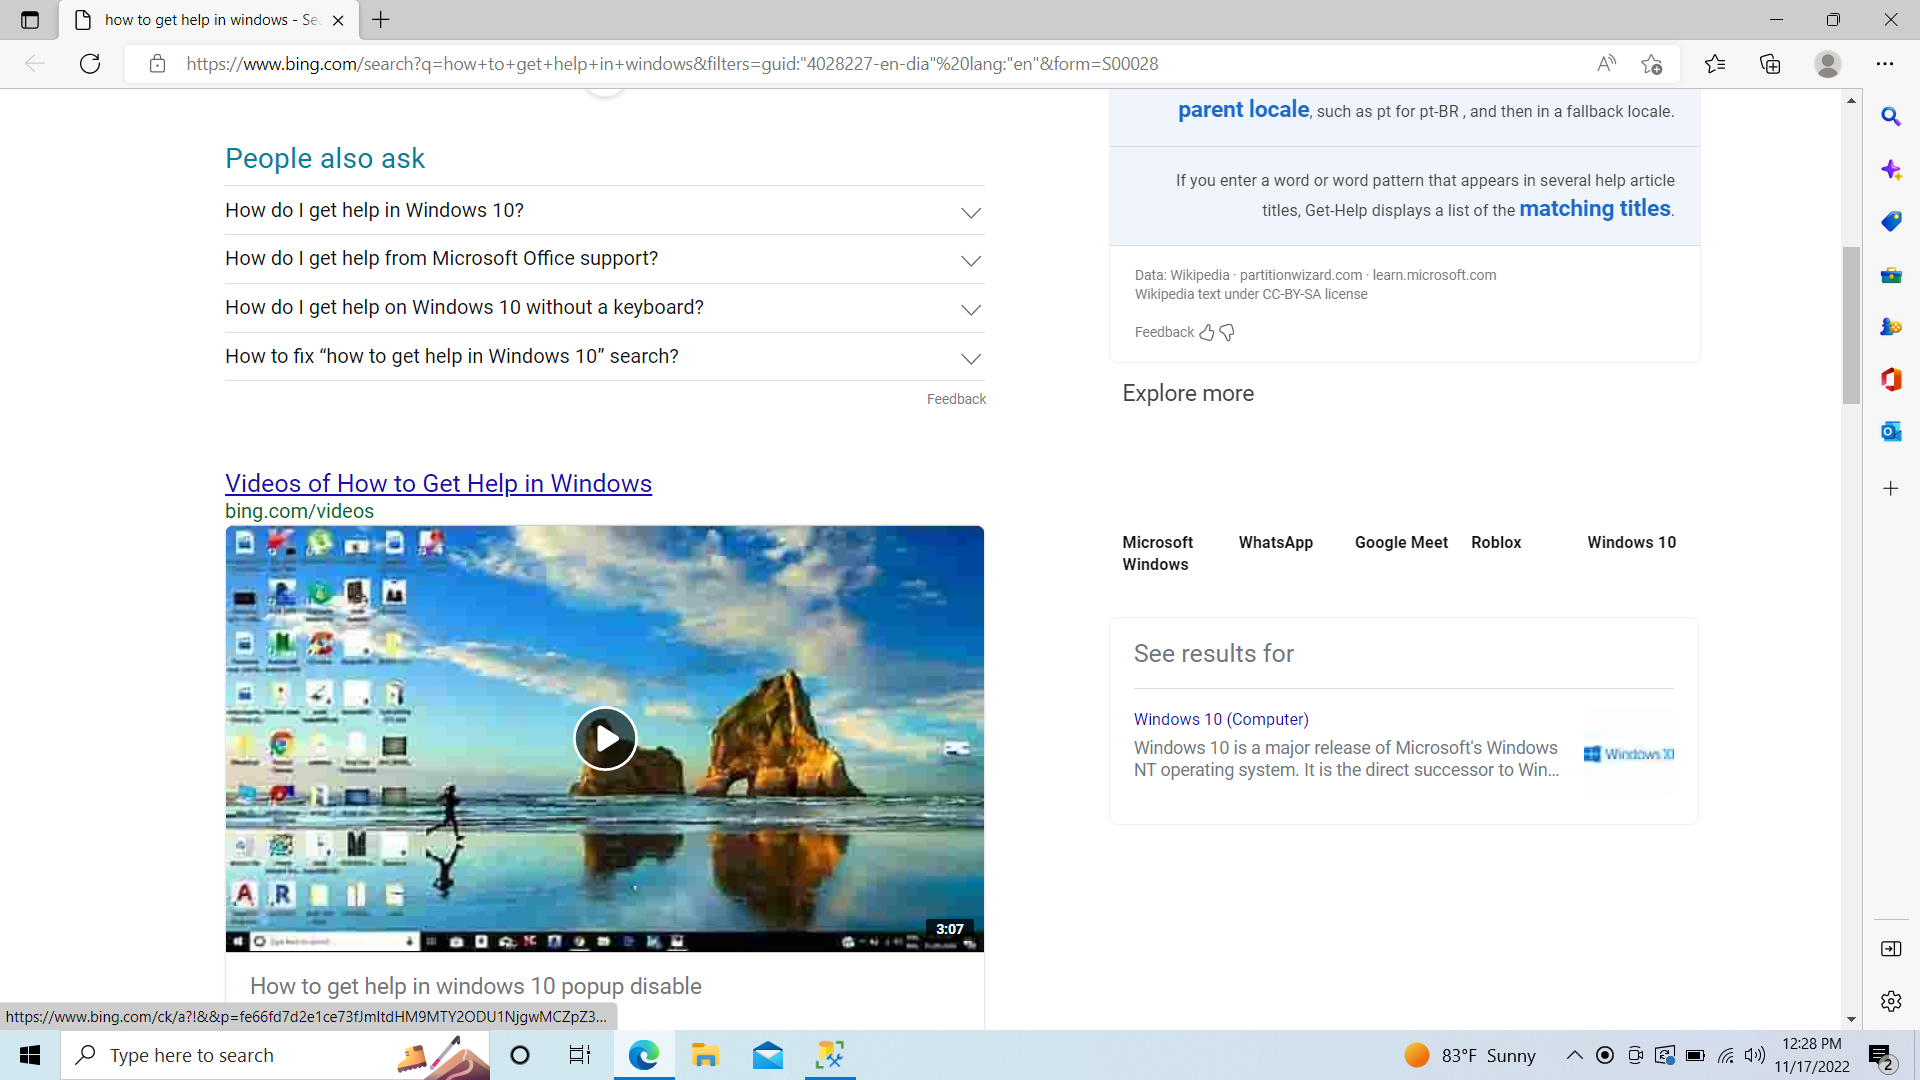 how to get help in windows - Se
https://www.bing.com/search?q=how+to+get+help+in+windows&filters=guid:"4028227-en-dia"%20lang:"en"&form=S00028
People also ask
How do I get help in Windows 10?
How do I get help from Microsoft Office support?
How do I get help on Windows 10 without a keyboard?
How to fix “how to get help in Windows 10” search?
Feedback
Videos of How to Get Help in Windows
bing.com/videos
3:07
How to get help in windows 10 popup disable
parent locale, such as pt for pt-BR , and then in a fallback locale.
If you enter a word or word pattern that appears in several help article
titles, Get-Help displays a list of the matching titles.
Data: Wikipedia · partitionwizard.com · learn.microsoft.com
Wikipedia text under CC-BY-SA license
Feedback
Explore more
Microsoft
Windows
WhatsApp
Google Meet
Roblox
Windows 10
See results for
Windows 10 (Computer)
Windows 10 is a major release of Microsoft's Windows
NT operating system. It is the direct successor to Win...
Windows 10
https://www.bing.com/ck/a?!&&p=fe66fd7d2e1ce73fJmltdHM9MTY2ODU1NjgwMCZpZ3...
Type here to search
83°F Sunny
12:28 PM
11/17/2022
2